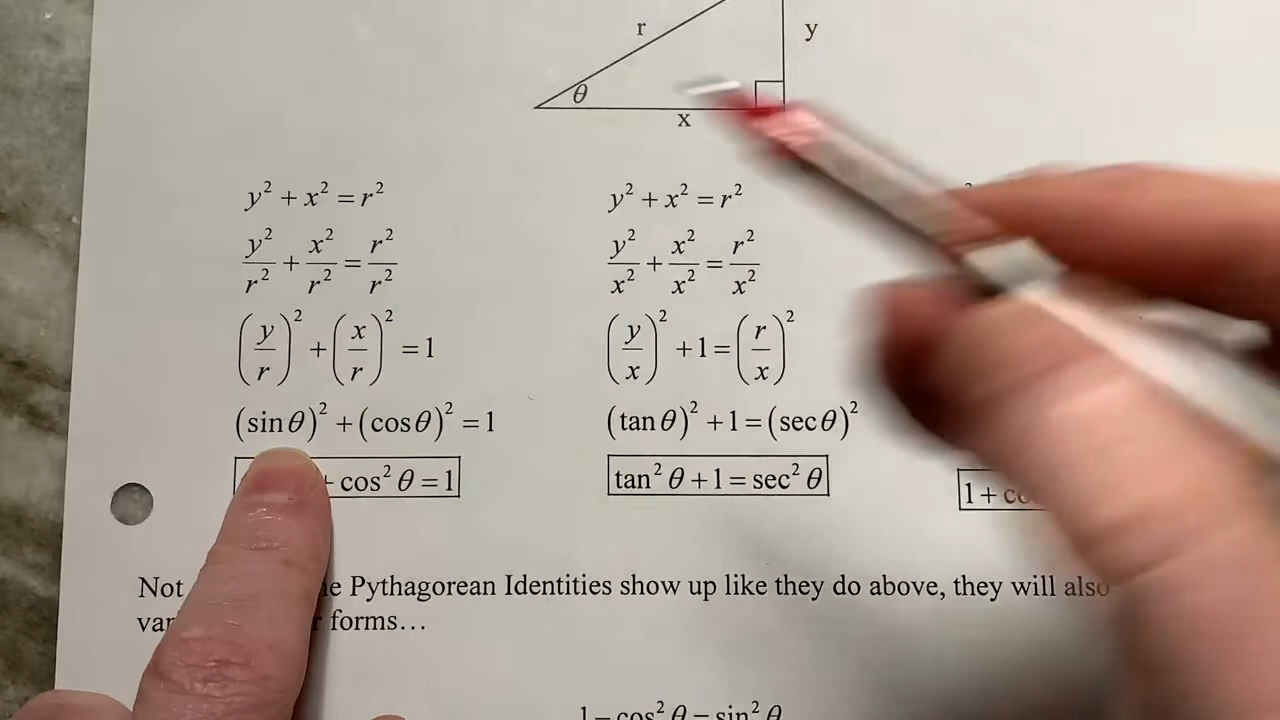 r
y
θ
x
y² + x² = r²
y²/r² + x²/r² = r²/r²
(y/r)² + (x/r)² = 1
(sin θ)² + (cos θ)² = 1
cos² θ = 1
y² + x² = r²
y²/x² + x²/x² = r²/x²
(y/x)² + 1 = (r/x)²
(tan θ)² + 1 = (sec θ)²
tan² θ + 1 = sec² θ
1 +
Not Pythagorean Identities show up like they do above, they will also
forms…
1 − cos² θ = sin² θ